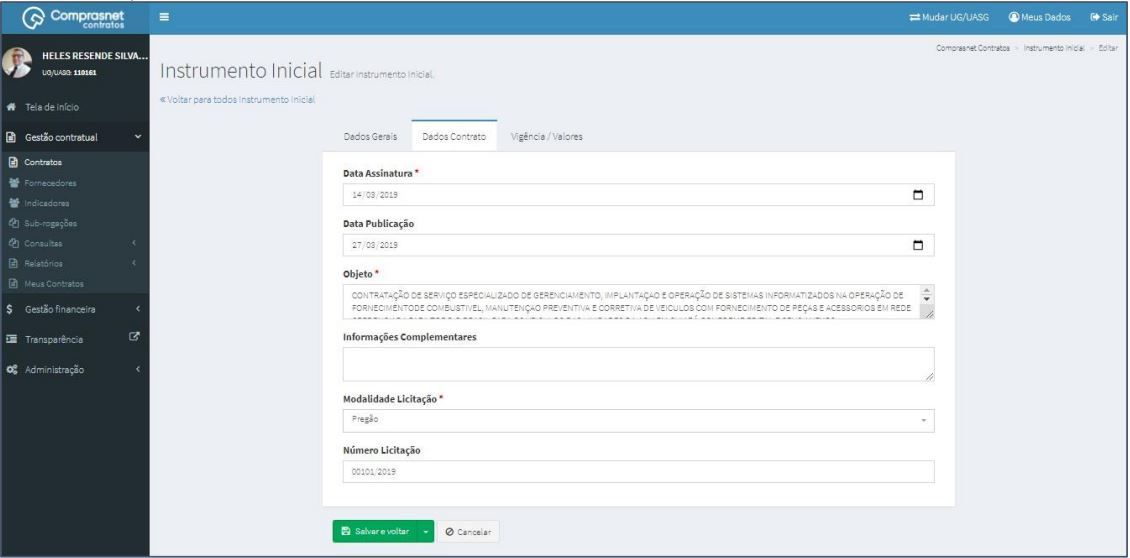 Comprasnet
contratos
Mudar UG/UASG
Meus Dados
Sair
HELES RESENDE SILVA...
UG/UASG: 110161
Comprasnet Contratos > Instrumento Inicial > Editar
Instrumento Inicial Editar Instrumento Inicial.
« Voltar para todos Instrumento Inicial
Tela de início
Gestão contratual
Contratos
Fornecedores
Indicadores
Sub-rogações
Consultas
Relatórios
Meus Contratos
Gestão financeira
Transparência
Administração
Dados Gerais
Dados Contrato
Vigência / Valores
Data Assinatura *
14/03/2019
Data Publicação
27/03/2019
Objeto *
CONTRATAÇÃO DE SERVIÇO ESPECIALIZADO DE GERENCIAMENTO, IMPLANTAÇAO E OPERAÇÃO DE SISTEMAS INFORMATIZADOS NA OPERAÇÃO DE
FORNECIMENTODE COMBUSTIVEL, MANUTENÇAO PREVENTIVA E CORRETIVA DE VEICULOS COM FORNECIMENTO DE PEÇAS E ACESSORIOS EM REDE
Informações Complementares
Modalidade Licitação *
Pregão
Número Licitação
00101/2019
Salvar e voltar
Cancelar